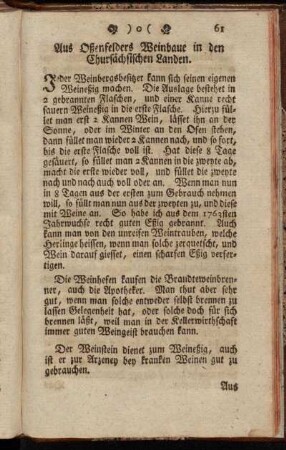 )o( 61
Aus Oßenfelders Weinbaue in den
Chursächsischen Landen.
Jeder Weinbergsbesitzer kann sich seinen eigenen
Weineßig machen. Die Auslage bestehet in
2 gebrannten Flaschen, und einer Kanne recht
sauern Weineßig in die erste Flasche. Hierzu fül-
let man erst 2 Kannen Wein, lässet ihn an der
Sonne, oder im Winter an den Ofen stehen,
dann füllet man wieder 2 Kannen nach, und so fort,
bis die erste Flasche voll ist. Hat diese 8 Tage
gesäuert, so füllet man 2 Kannen in die zweyte ab,
macht die erste wieder voll, und füllet die zweyte
nach und nach auch voll oder an. Wenn man nun
in 8 Tagen aus der ersten zum Gebrauch nehmen
will, so füllt man nun aus der zweyten zu, und diese
mit Weine an. So habe ich aus dem 1763sten
Jahrwuchse recht guten Eßig gebrannt. Auch
kann man von den unreifen Weintrauben, welche
Herlinge heissen, wenn man solche zerquetscht, und
Wein darauf giesset, einen scharfen Eßig verfer-
tigen.
Die Weinhefen kaufen die Brandteweinbrenne-
ner, auch die Apotheker. Man thut aber sehr
gut, wenn man solche entweder selbst brennen zu
lassen Gelegenheit hat, oder solche doch für sich
brennen läßt, weil man in der Kellerwirthschaft
immer guten Weingeist brauchen kann.
Der Weinstein dienet zum Weineßig, auch
ist er zur Arzeney bey kranken Weinen gut zu
gebrauchen.
Aus